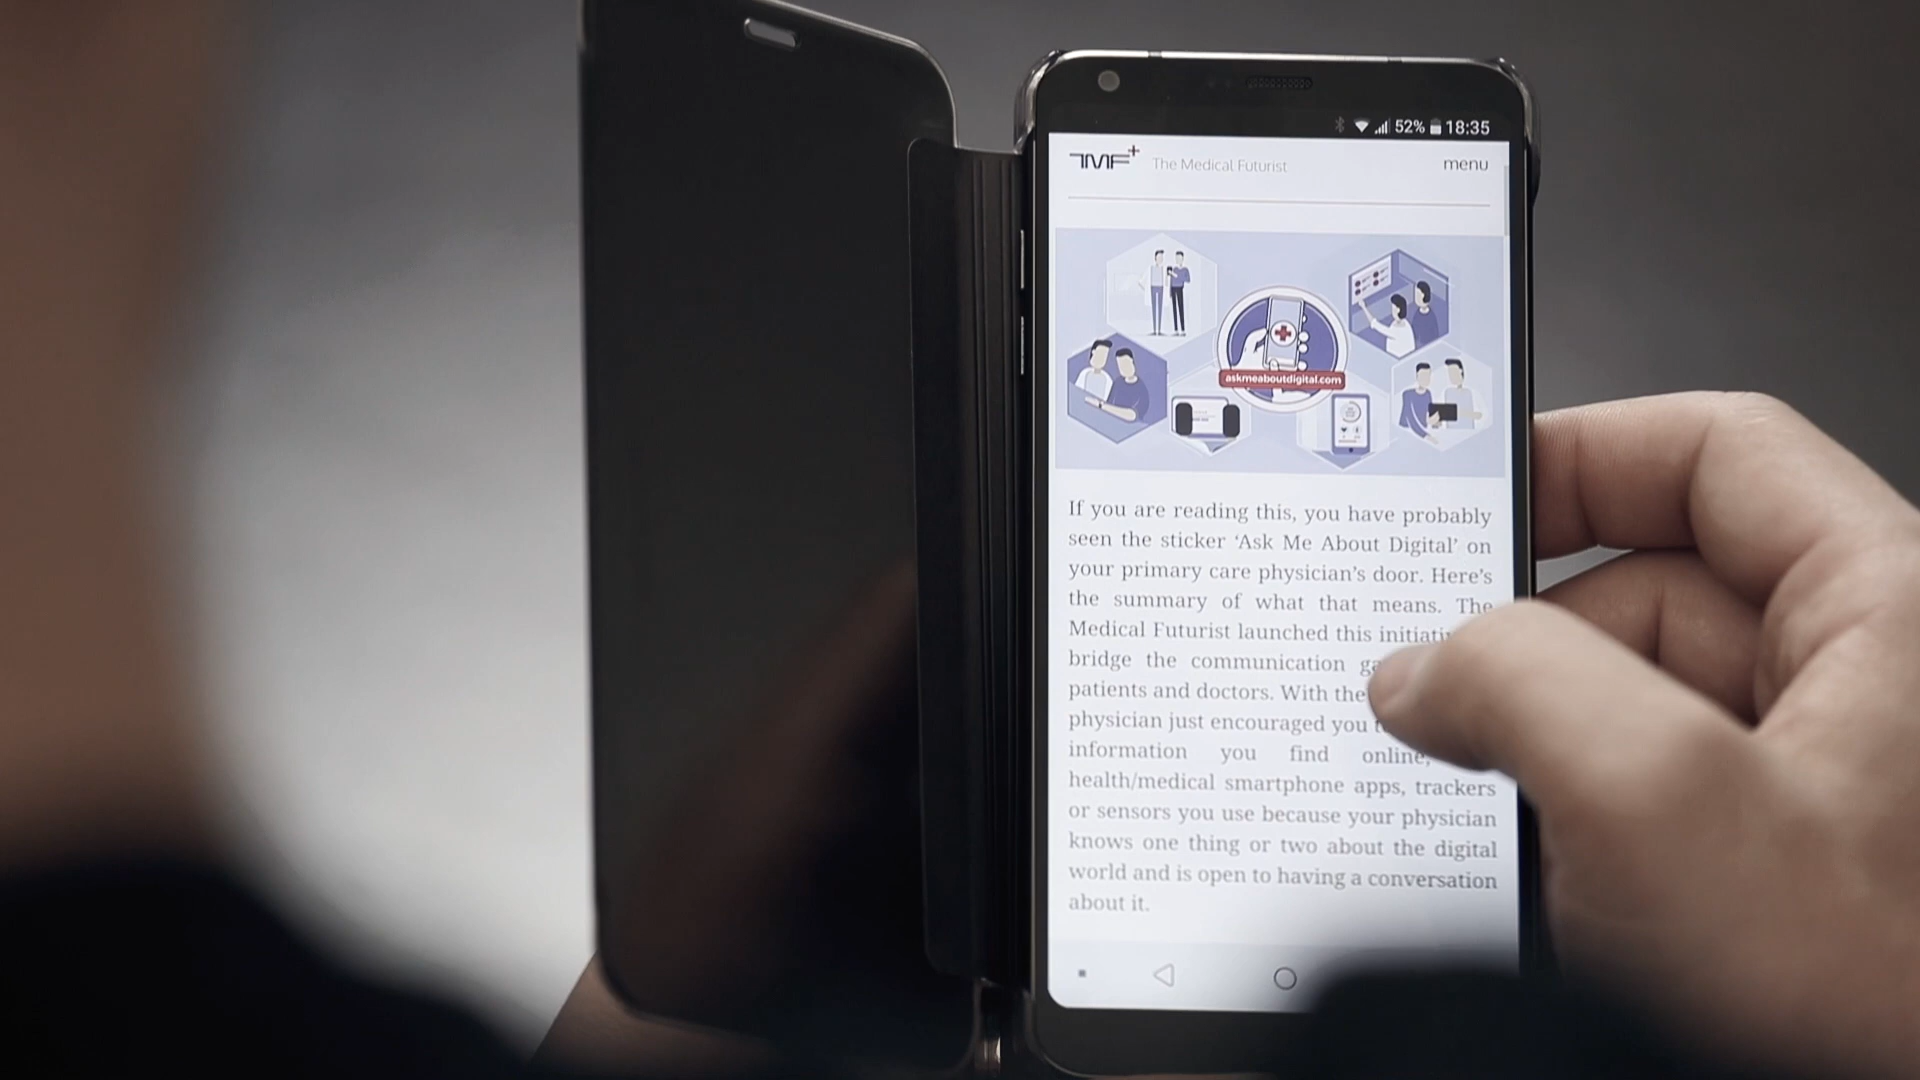 52% 18:35
TMF+ The Medical Futurist menu
askmeaboutdigital.com
If you are reading this, you have probably
seen the sticker ‘Ask Me About Digital’ on
your primary care physician’s door. Here’s
the summary of what that means. The
Medical Futurist launched this
bridge the communication
patients and doctors. With the
physician just encouraged you
information you find online,
health/medical smartphone apps, trackers
or sensors you use because your physician
knows one thing or two about the digital
world and is open to having a conversation
about it.